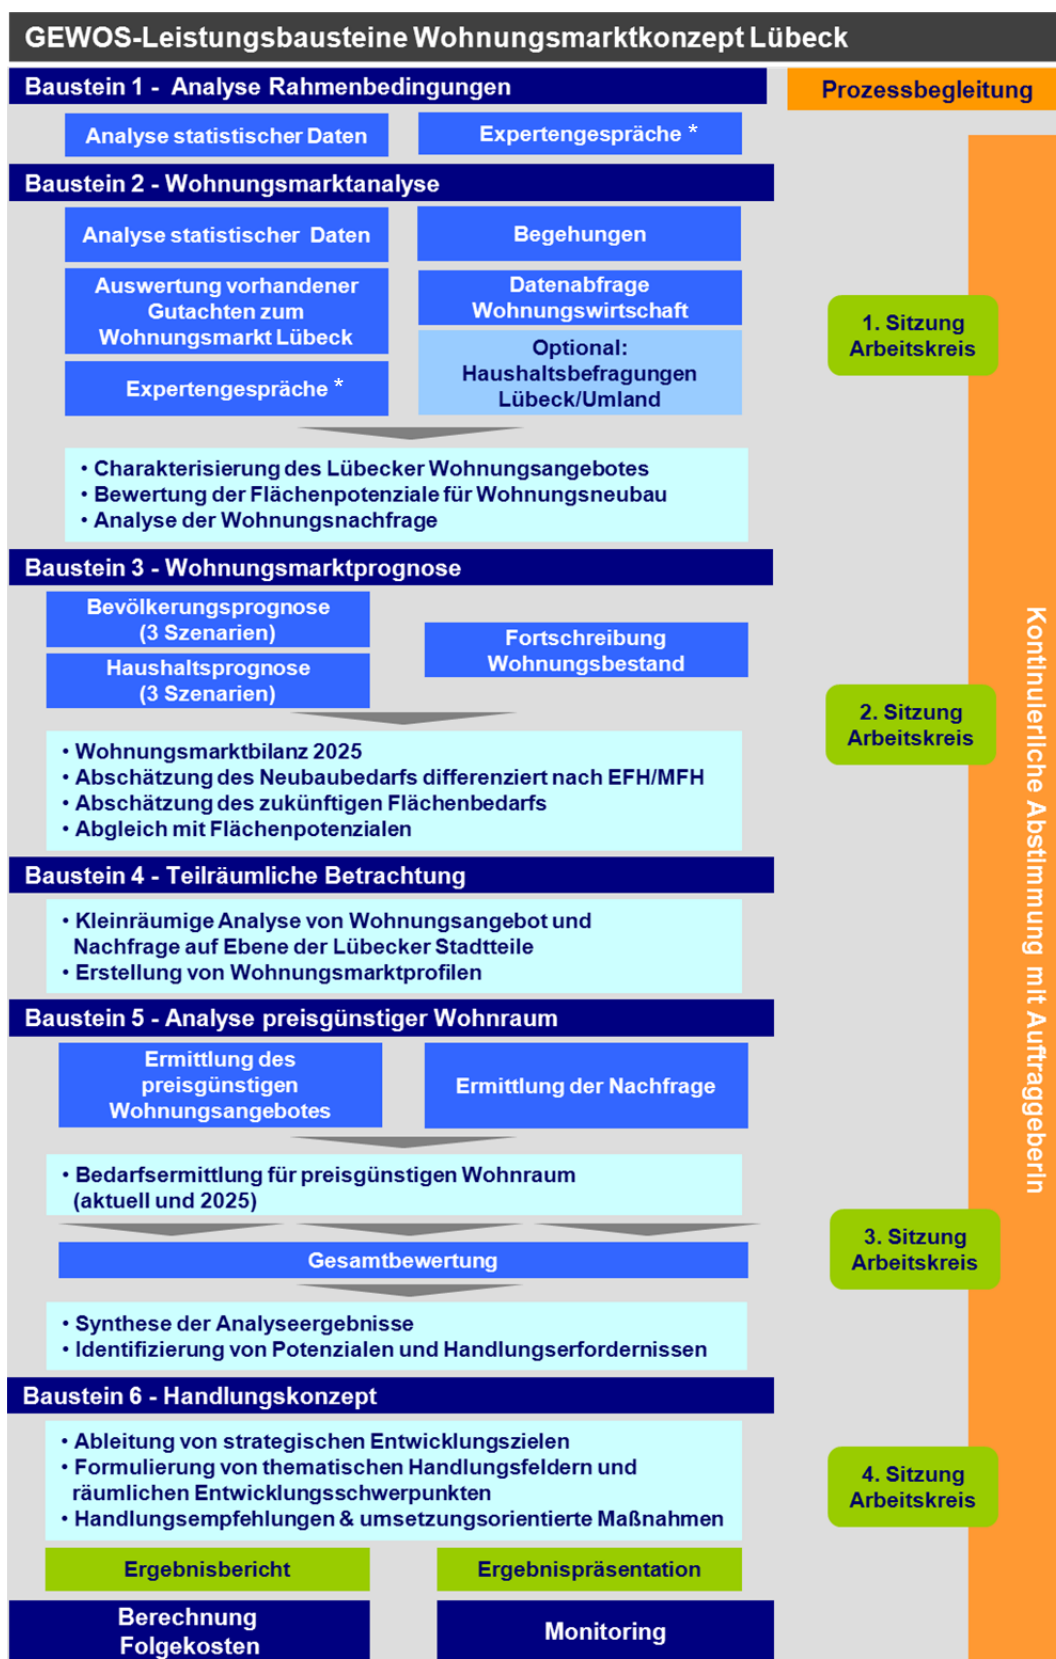 GEWOS-Leistungsbausteine Wohnungsmarktkonzept Lübeck
Baustein 1 - Analyse Rahmenbedingungen
Prozessbegleitung
Analyse statistischer Daten
Expertengespräche *
Baustein 2 - Wohnungsmarktanalyse
Analyse statistischer Daten
Begehungen
Auswertung vorhandener
Gutachten zum
Wohnungsmarkt Lübeck
Datenabfrage
Wohnungswirtschaft
Expertengespräche *
Optional:
Haushaltsbefragungen
Lübeck/Umland
1. Sitzung
Arbeitskreis
• Charakterisierung des Lübecker Wohnungsangebotes
• Bewertung der Flächenpotenziale für Wohnungsneubau
• Analyse der Wohnungsnachfrage
Baustein 3 - Wohnungsmarktprognose
Bevölkerungsprognose
(3 Szenarien)
Haushaltsprognose
(3 Szenarien)
Fortschreibung
Wohnungsbestand
2. Sitzung
Arbeitskreis
• Wohnungsmarktbilanz 2025
• Abschätzung des Neubaubedarfs differenziert nach EFH/MFH
• Abschätzung des zukünftigen Flächenbedarfs
• Abgleich mit Flächenpotenzialen
Kontinuierliche Abstimmung mit Auftraggeberin
Baustein 4 - Teilräumliche Betrachtung
• Kleinräumige Analyse von Wohnungsangebot und
Nachfrage auf Ebene der Lübecker Stadtteile
• Erstellung von Wohnungsmarktprofilen
Baustein 5 - Analyse preisgünstiger Wohnraum
Ermittlung des
preisgünstigen
Wohnungsangebotes
Ermittlung der Nachfrage
• Bedarfsermittlung für preisgünstigen Wohnraum
(aktuell und 2025)
3. Sitzung
Arbeitskreis
Gesamtbewertung
• Synthese der Analyseergebnisse
• Identifizierung von Potenzialen und Handlungserfordernissen
Baustein 6 - Handlungskonzept
• Ableitung von strategischen Entwicklungszielen
• Formulierung von thematischen Handlungsfeldern und
räumlichen Entwicklungsschwerpunkten
• Handlungsempfehlungen & umsetzungsorientierte Maßnahmen
4. Sitzung
Arbeitskreis
Ergebnisbericht
Ergebnispräsentation
Berechnung
Folgekosten
Monitoring